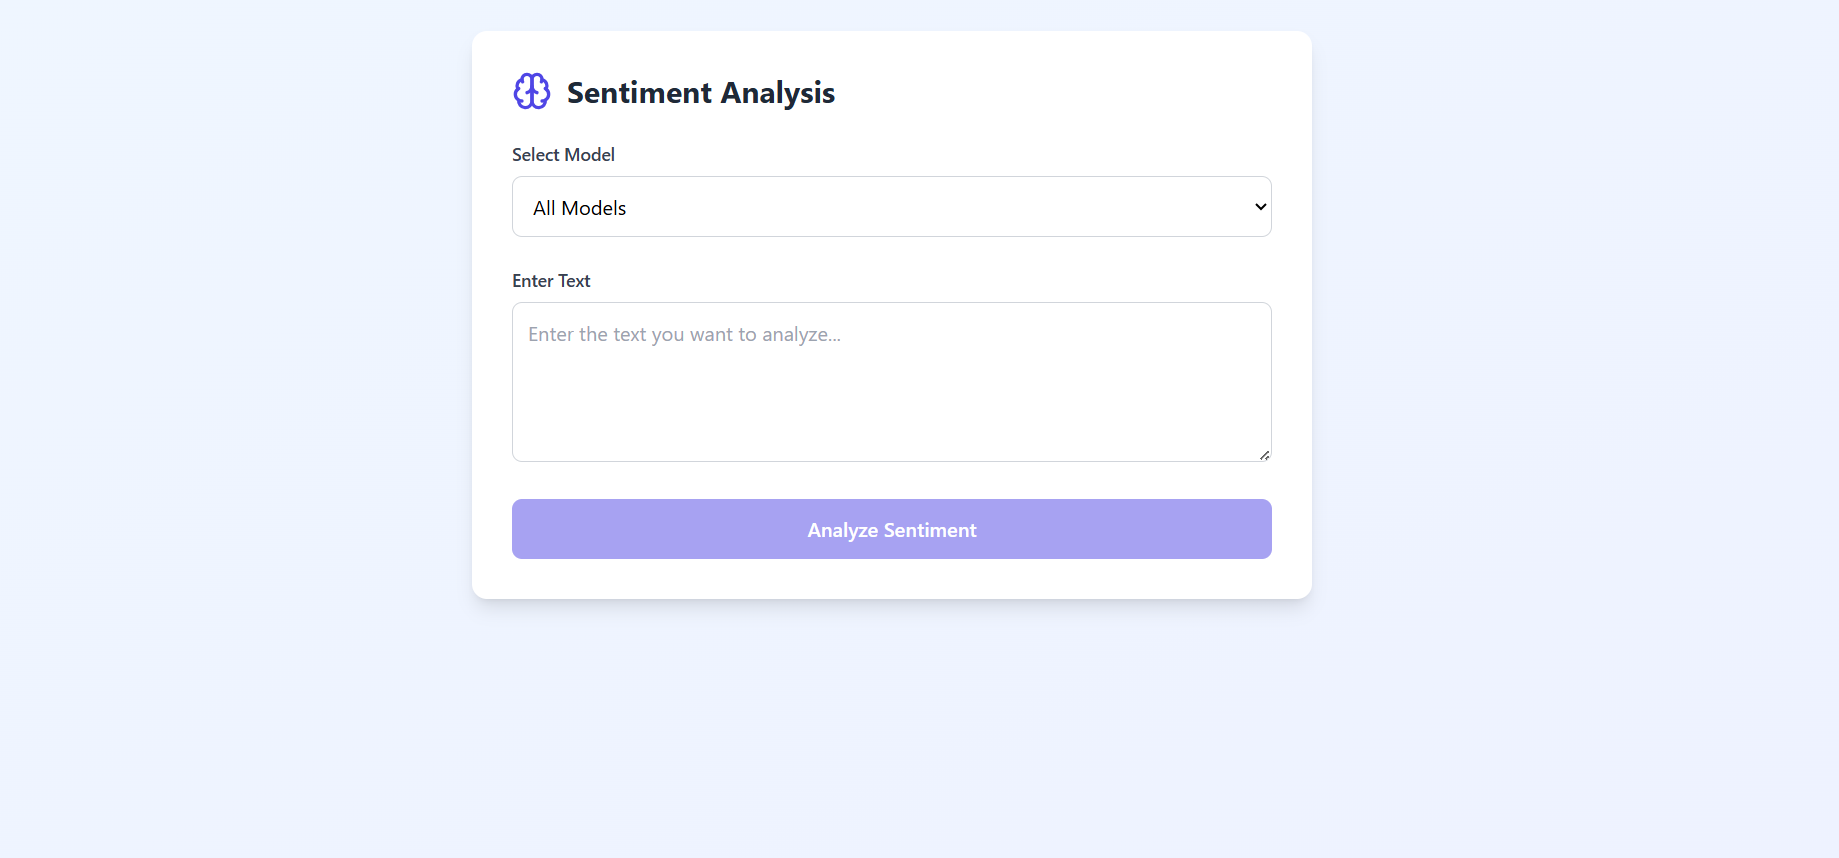 Sentiment Analysis
Select Model
All Models
Enter Text
Enter the text you want to analyze...
Analyze Sentiment